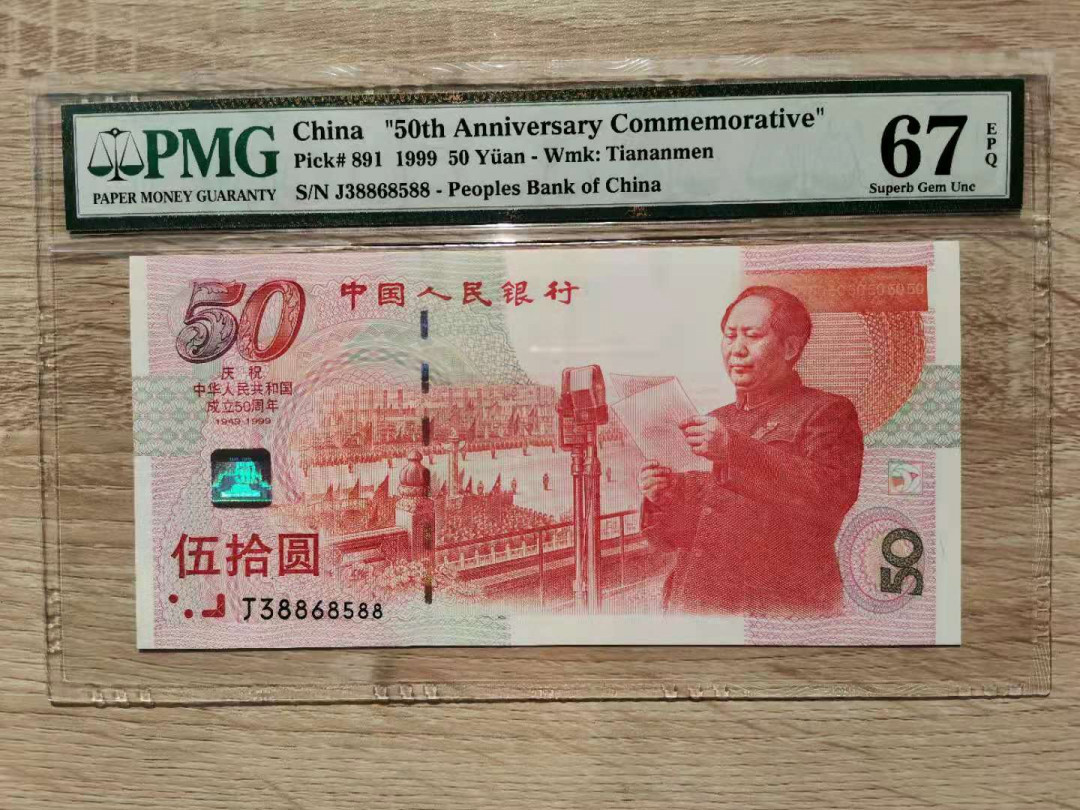 PMG
PAPER MONEY GUARANTY
China "50th Anniversary Commemorative"
Pick# 891 1999 50 Yüan - Wmk: Tiananmen
S/N J38868588 - Peoples Bank of China
67
EPQ
Superb Gem Unc
50
中国人民银行
庆祝
中华人民共和国
成立50周年
1949-1999
伍拾圆
J38868588
50